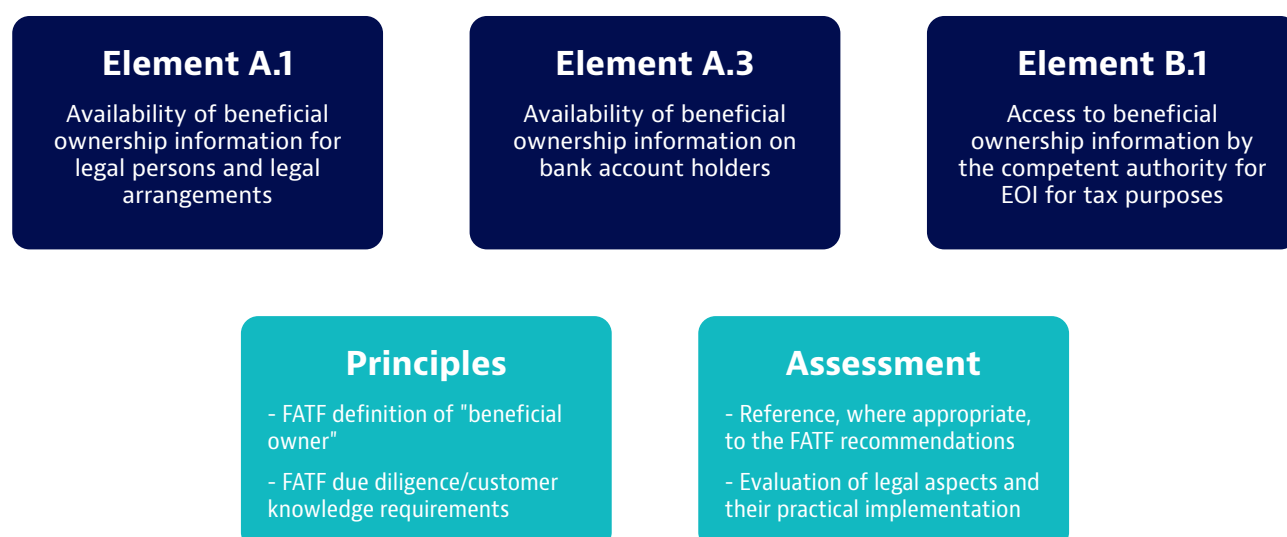 Element A.1
Availability of beneficial
ownership information for
legal persons and legal
arrangements
Element A.3
Availability of beneficial
ownership information on
bank account holders
Element B.1
Access to beneficial
ownership information by
the competent authority for
EOI for tax purposes
Principles
- FATF definition of "beneficial
owner"
- FATF due diligence/customer
knowledge requirements
Assessment
- Reference, where appropriate,
to the FATF recommendations
- Evaluation of legal aspects and
their practical implementation